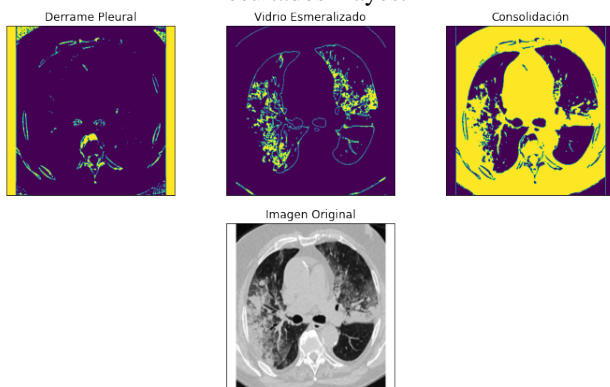 Derrame Pleural
Vidrio Esmeralizado
Consolidación
Imagen Original